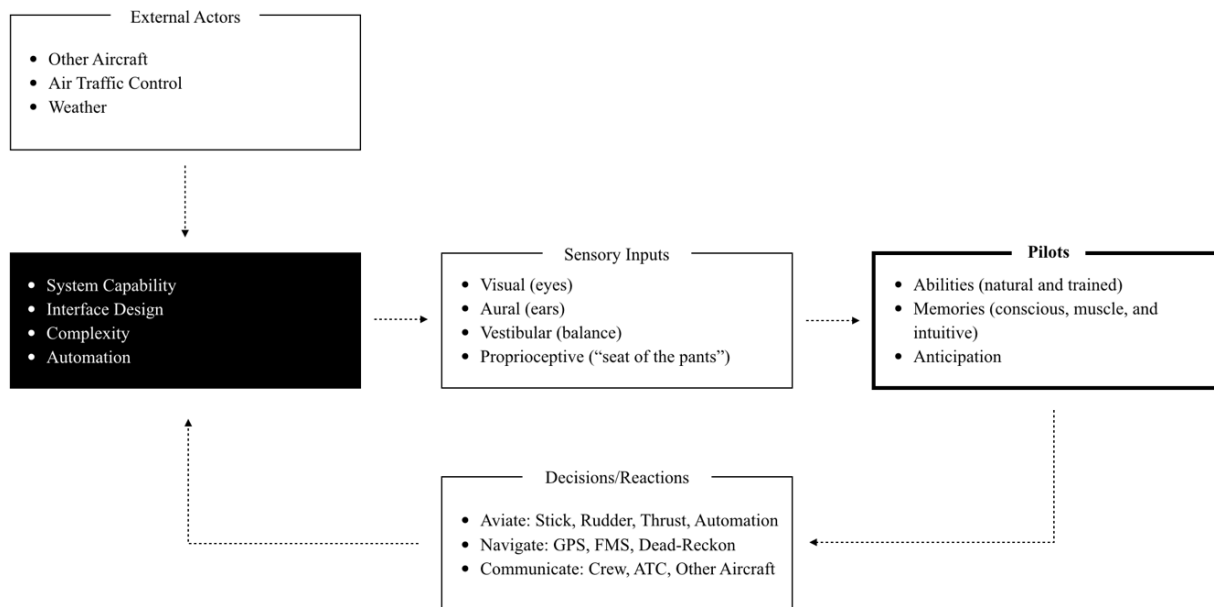 External Actors
• Other Aircraft
• Air Traffic Control
• Weather
• System Capability
• Interface Design
• Complexity
• Automation
Sensory Inputs
• Visual (eyes)
• Aural (ears)
• Vestibular (balance)
• Proprioceptive (“seat of the pants”)
Pilots
• Abilities (natural and trained)
• Memories (conscious, muscle, and
intuitive)
• Anticipation
Decisions/Reactions
• Aviate: Stick, Rudder, Thrust, Automation
• Navigate: GPS, FMS, Dead-Reckon
• Communicate: Crew, ATC, Other Aircraft